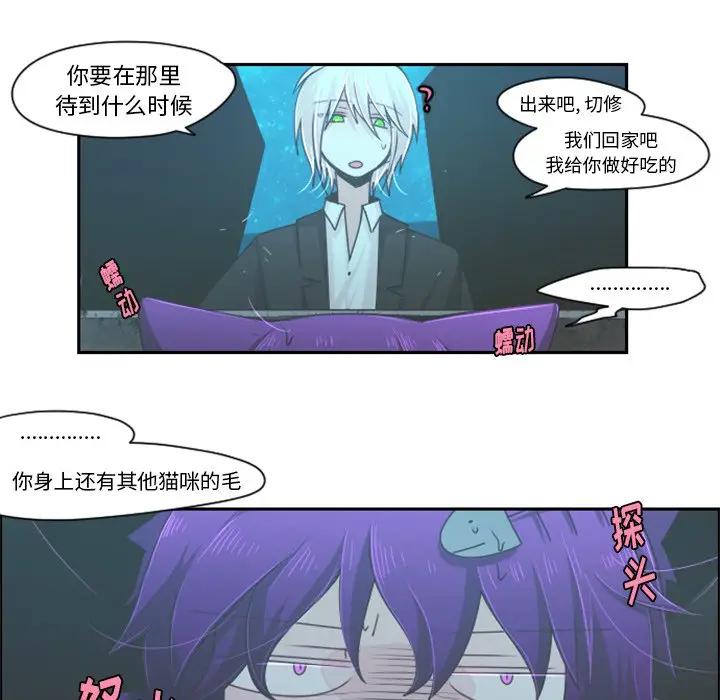 你要在那里
待到什么时候
?
出来吧, 切修
我们回家吧
我给你做好吃的
蠕动
...............
蠕动
...............
你身上还有其他猫咪的毛
探头